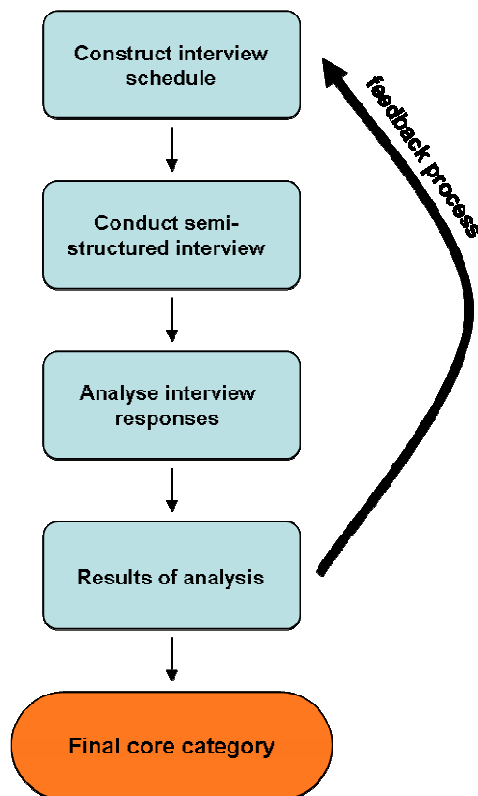 Construct interview
schedule
feedback process
Conduct semi-
structured interview
Analyse interview
responses
Results of analysis
Final core category